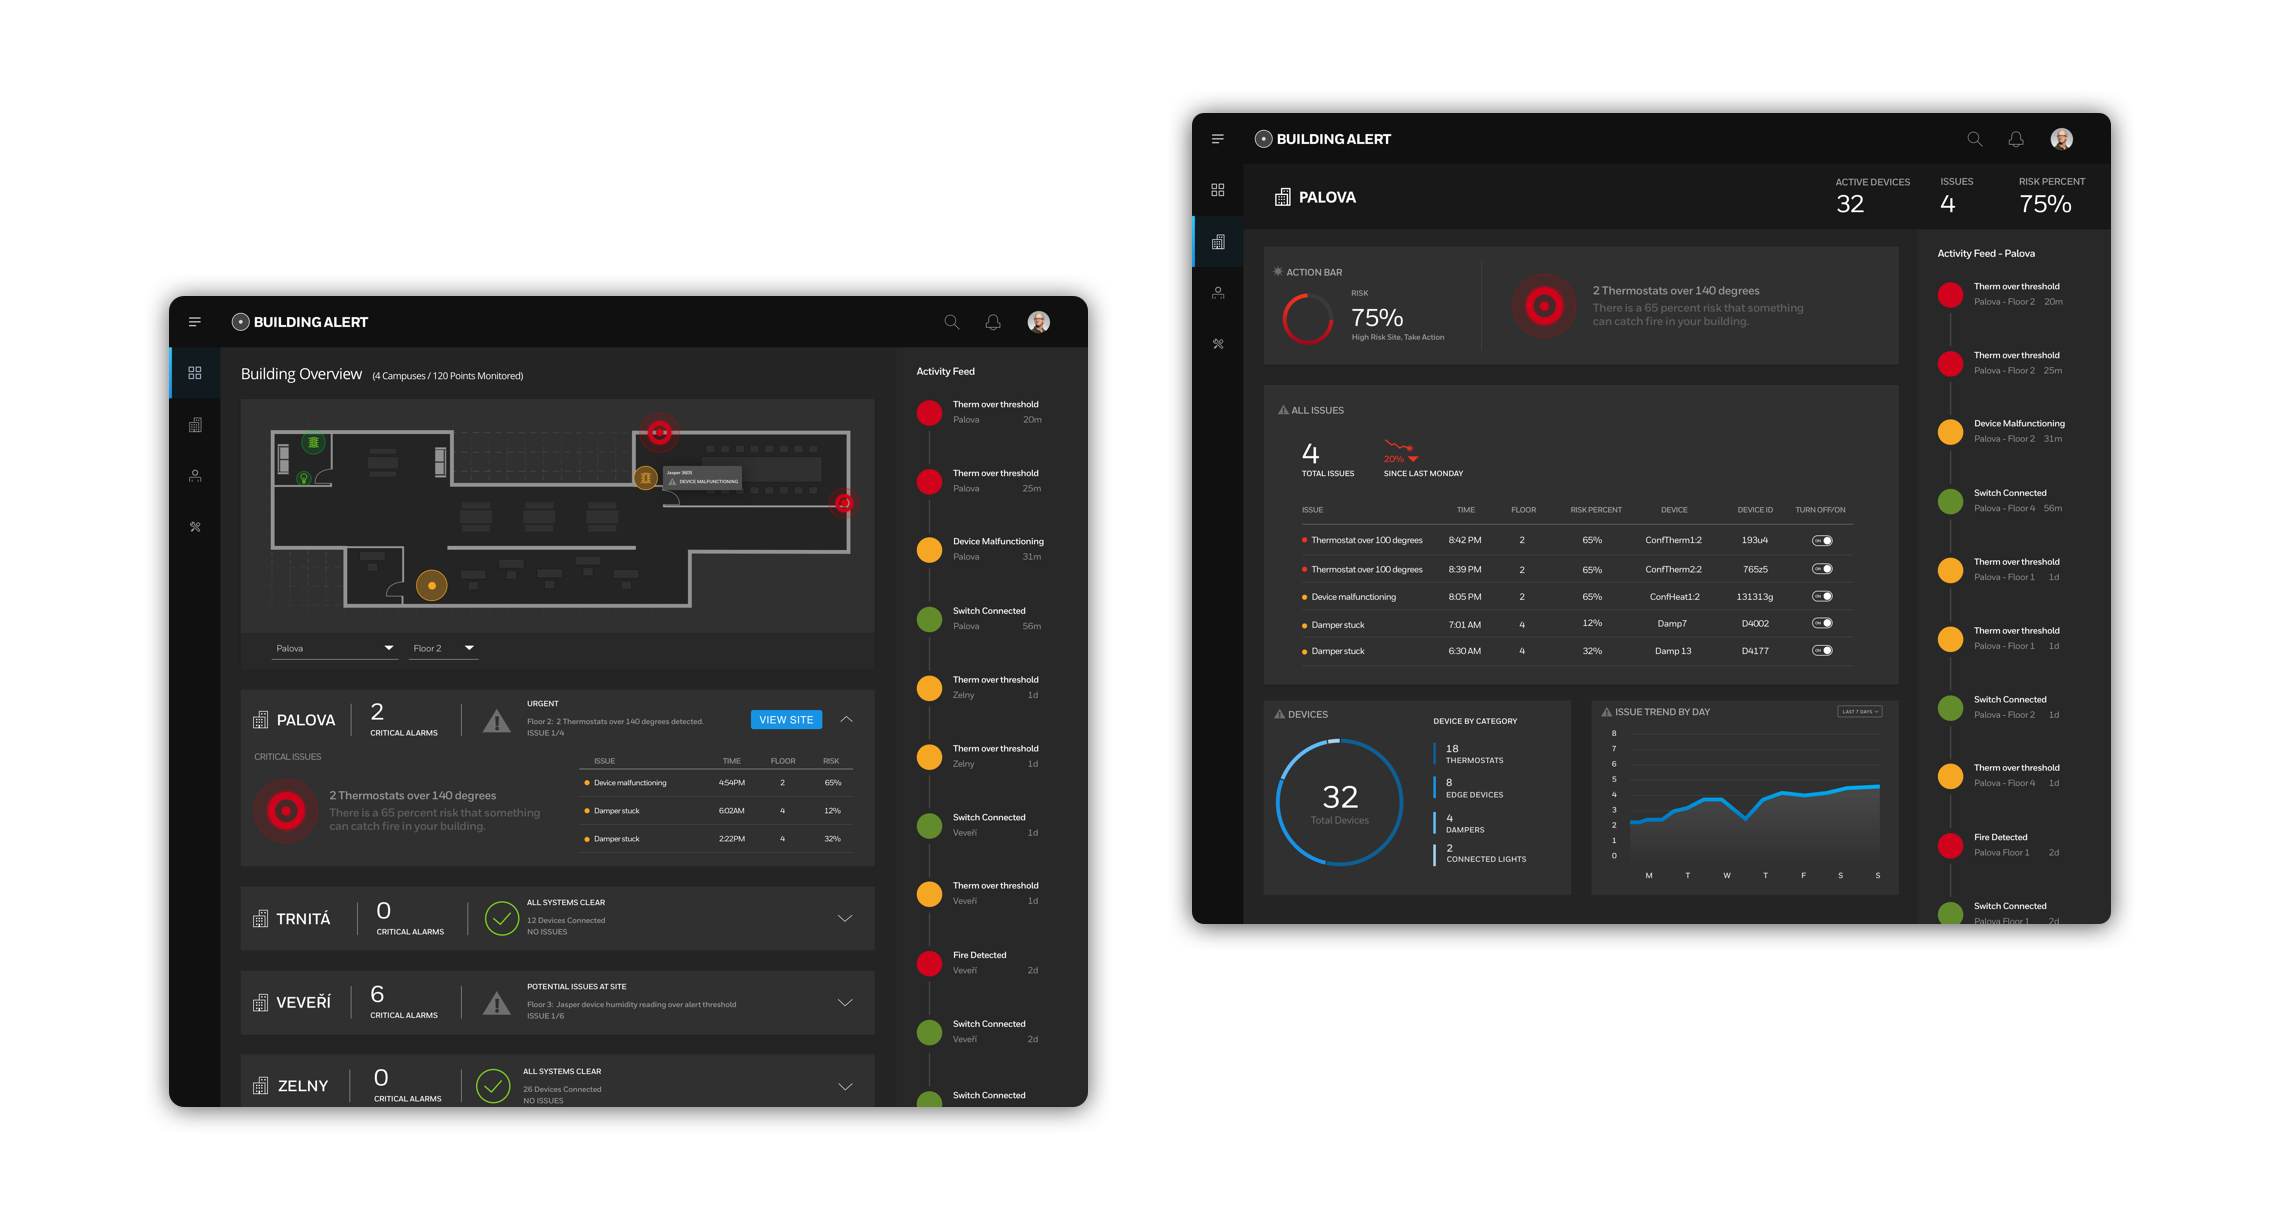 BUILDING ALERT
Building Overview (4 Campuses / 120 Points Monitored)
Jasper 3605
DEVICE MALFUNCTIONING
Palova
Floor 2
PALOVA
2
CRITICAL ALARMS
URGENT
Floor 2: 2 Thermostats over 140 degrees detected.
ISSUE 1/4
VIEW SITE
CRITICAL ISSUES
2 Thermostats over 140 degrees
There is a 65 percent risk that something
can catch fire in your building.
ISSUE TIME FLOOR RISK
Device malfunctioning 4:54PM 2 65%
Damper stuck 6:02AM 4 12%
Damper stuck 2:22PM 4 32%
TRNITÁ
0
CRITICAL ALARMS
ALL SYSTEMS CLEAR
12 Devices Connected
NO ISSUES
VEVEŘÍ
6
CRITICAL ALARMS
POTENTIAL ISSUES AT SITE
Floor 3: Jasper device humidity reading over alert threshold
ISSUE 1/6
ZELNY
0
CRITICAL ALARMS
ALL SYSTEMS CLEAR
26 Devices Connected
NO ISSUES
Activity Feed
Therm over threshold
Palova 20m
Therm over threshold
Palova 25m
Device Malfunctioning
Palova 31m
Switch Connected
Palova 56m
Therm over threshold
Zelny 1d
Therm over threshold
Zelny 1d
Switch Connected
Veveří 1d
Therm over threshold
Veveří 1d
Fire Detected
Veveří 2d
Switch Connected
Veveří 2d
Switch Connected
BUILDING ALERT
PALOVA
ACTIVE DEVICES ISSUES RISK PERCENT
32 4 75%
ACTION BAR
RISK
75%
High Risk Site, Take Action
2 Thermostats over 140 degrees
There is a 65 percent risk that something
can catch fire in your building.
ALL ISSUES
4
TOTAL ISSUES
20%
SINCE LAST MONDAY
ISSUE TIME FLOOR RISK PERCENT DEVICE DEVICE ID TURN OFF/ON
Thermostat over 100 degrees 8:42 PM 2 65% ConfTherm1:2 193u4 ON
Thermostat over 100 degrees 8:39 PM 2 65% ConfTherm2:2 765z5 ON
Device malfunctioning 8:05 PM 2 65% ConfHeat1:2 131313g ON
Damper stuck 7:01 AM 4 12% Damp7 D4002 ON
Damper stuck 6:30 AM 4 32% Damp 13 D4177 ON
DEVICES
32
Total Devices
DEVICE BY CATEGORY
18
THERMOSTATS
8
EDGE DEVICES
4
DAMPERS
2
CONNECTED LIGHTS
ISSUE TREND BY DAY
LAST 7 DAYS
8
7
6
5
4
3
2
1
0
M T W T F S S
Activity Feed - Palova
Therm over threshold
Palova - Floor 2 20m
Therm over threshold
Palova - Floor 2 25m
Device Malfunctioning
Palova - Floor 2 31m
Switch Connected
Palova - Floor 4 56m
Therm over threshold
Palova - Floor 1 1d
Therm over threshold
Palova - Floor 1 1d
Switch Connected
Palova - Floor 2 1d
Therm over threshold
Palova - Floor 4 1d
Fire Detected
Palova Floor 1 2d
Switch Connected
Palova Floor 1 2d